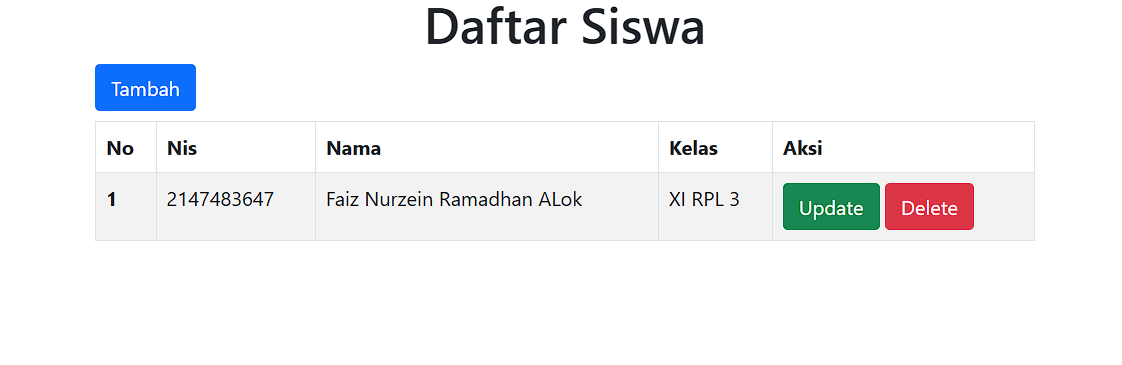 Daftar Siswa
Tambah
No Nis Nama Kelas Aksi
1 2147483647 Faiz Nurzein Ramadhan ALok XI RPL 3 Update Delete